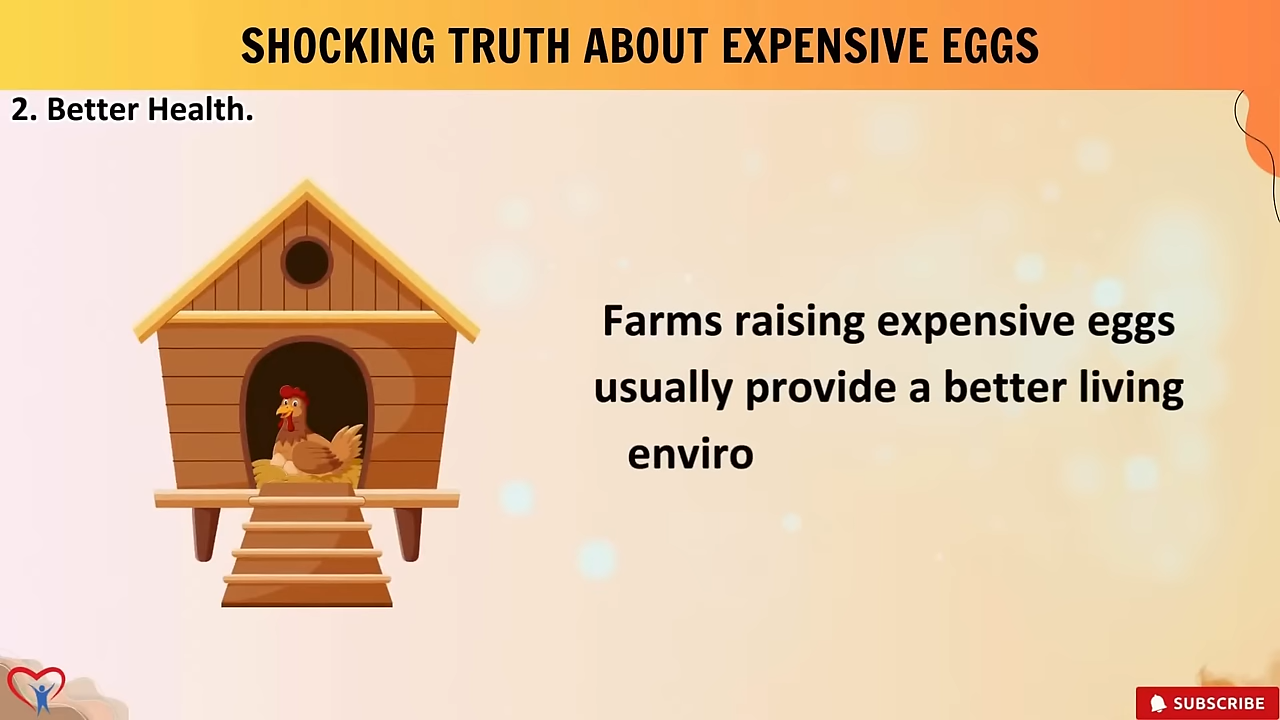 SHOCKING TRUTH ABOUT EXPENSIVE EGGS
2. Better Health.
Farms raising expensive eggs
usually provide a better living
enviro
SUBSCRIBE